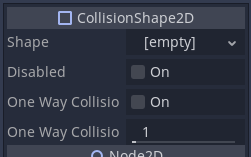 CollisionShape2D
Shape [empty]
Disabled On
One Way Collisio On
One Way Collisio 1
Node2D